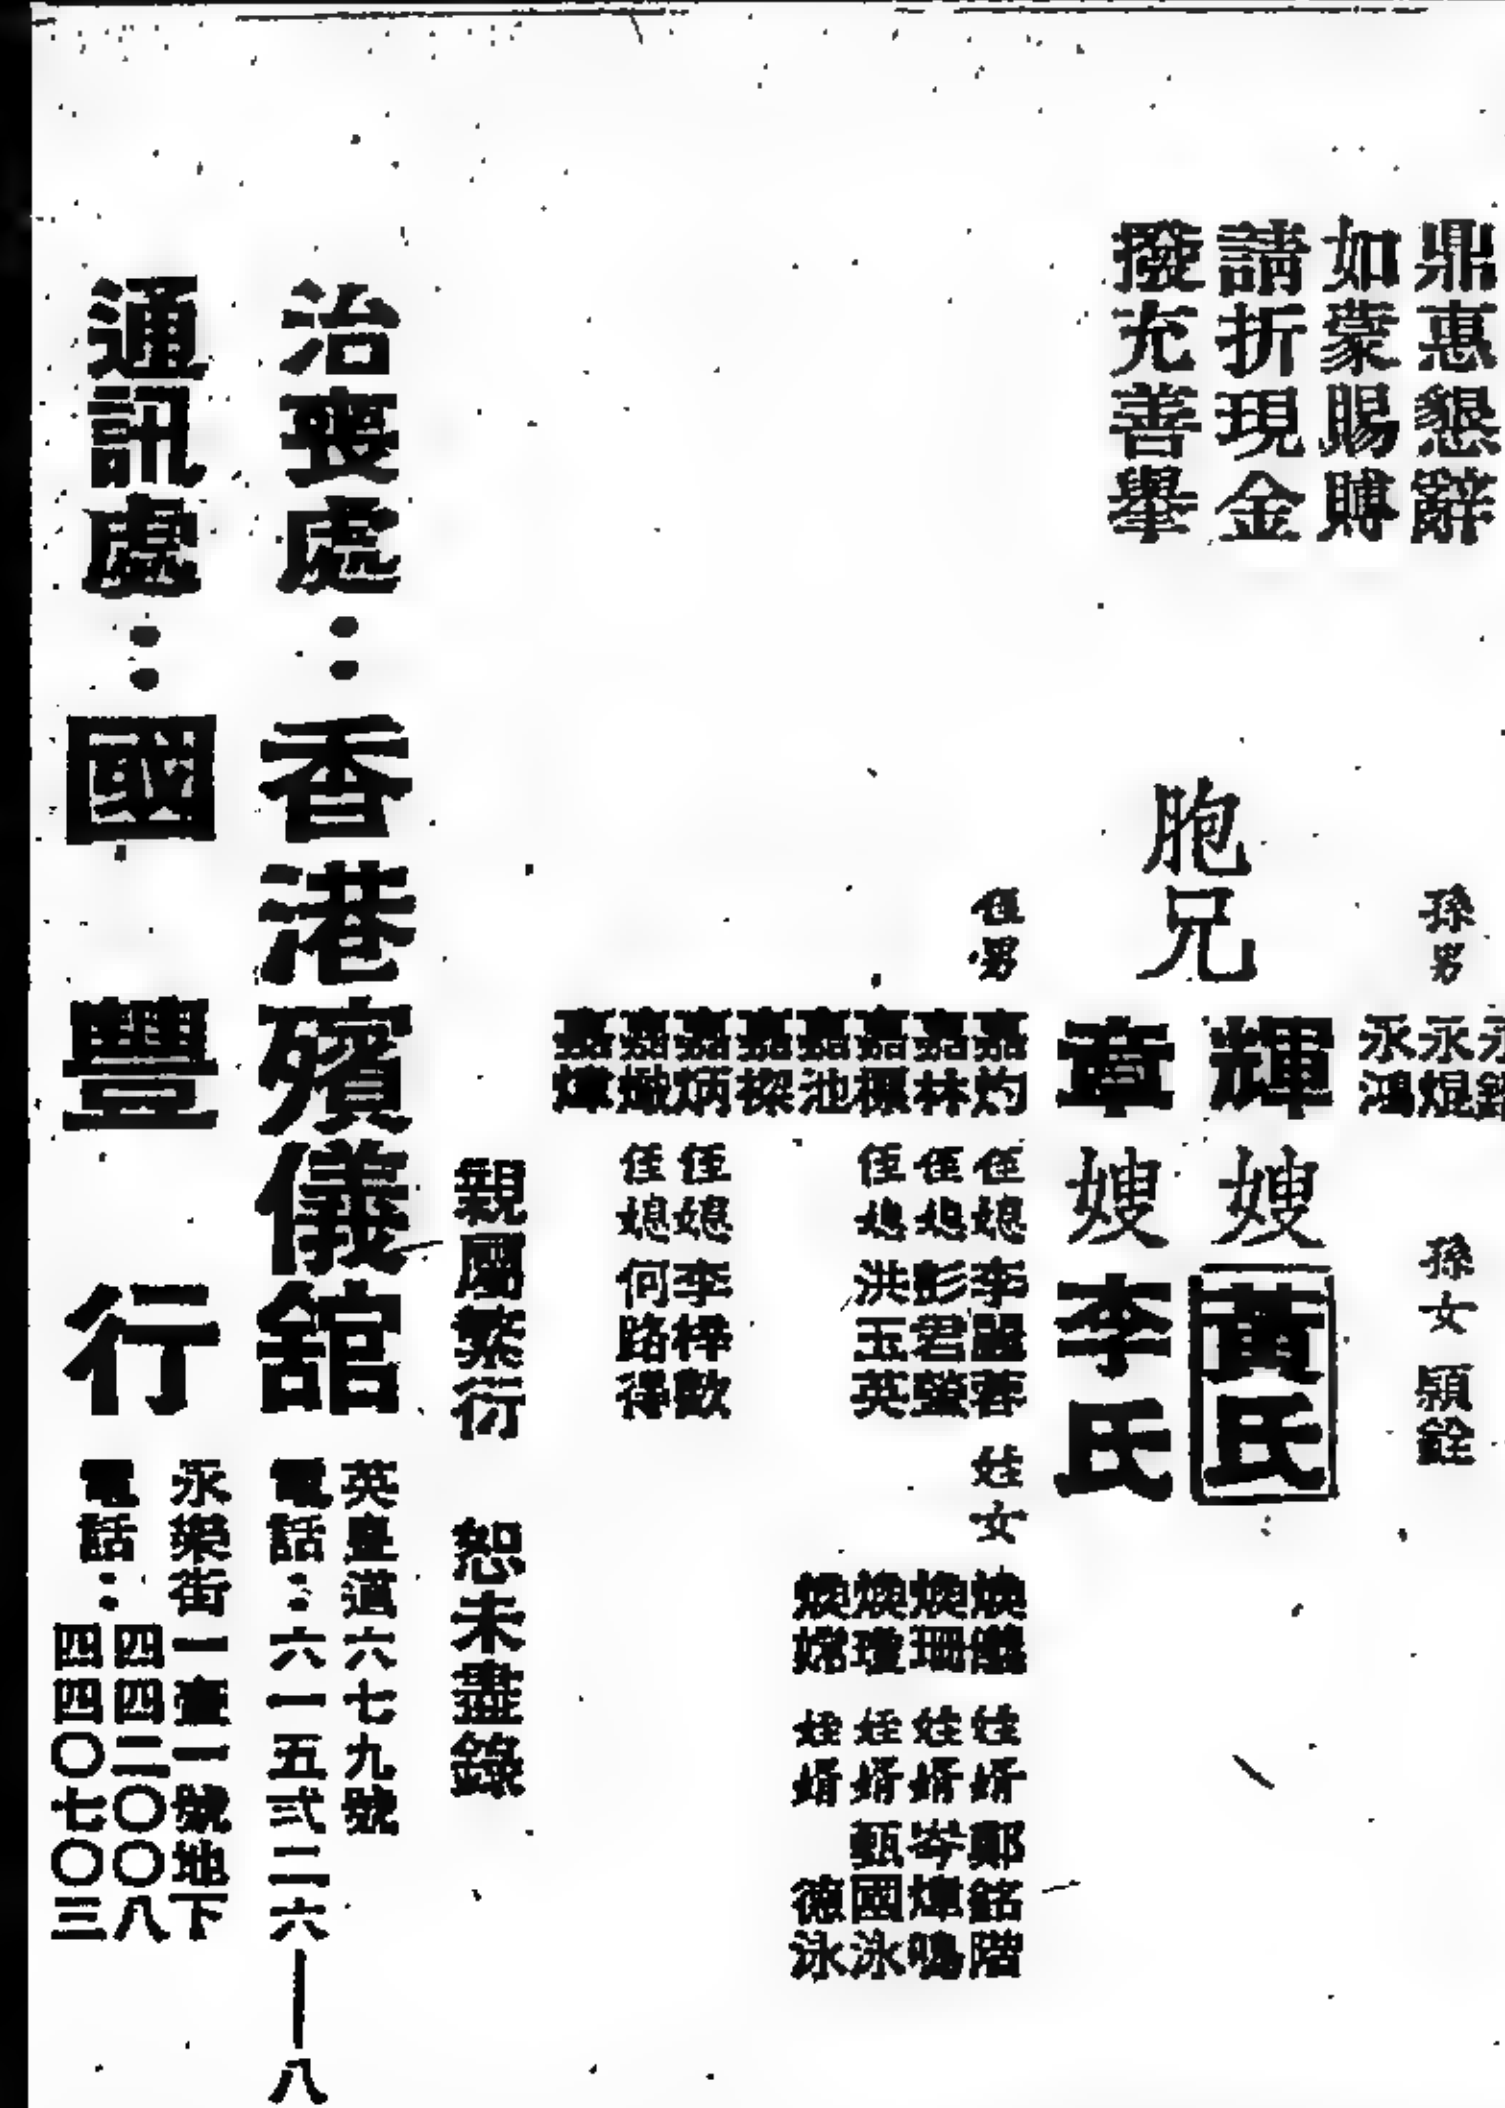 鼎惠懇辭
如蒙賜賻
請折現金
撥充善舉
永
孫男 永焜 孫女 顯銓
永鴻
胞兄
輝嫂黃氏
章嫂李氏
侄男 嘉灼 侄媳 李麗蓉 姪女 煥 姪婿 鄭銘階
嘉林 侄媳 彭君螢 煥珊 姪婿 岑煒鳴
嘉標 侄媳 洪玉英 煥瓊 姪婿 甄國泳
嘉池 煥嫦 姪婿 德泳
嘉樑
嘉炳 侄媳 李梓歡
嘉 侄媳 何路得
嘉煒
親屬繁衍 恕未盡錄
治喪處：香港殯儀舘
英皇道六七九號
電話：六一五弍二六——八
通訊處：國豐行
永樂街一壹一號地下
電話：四四二〇〇八
四四〇七〇三